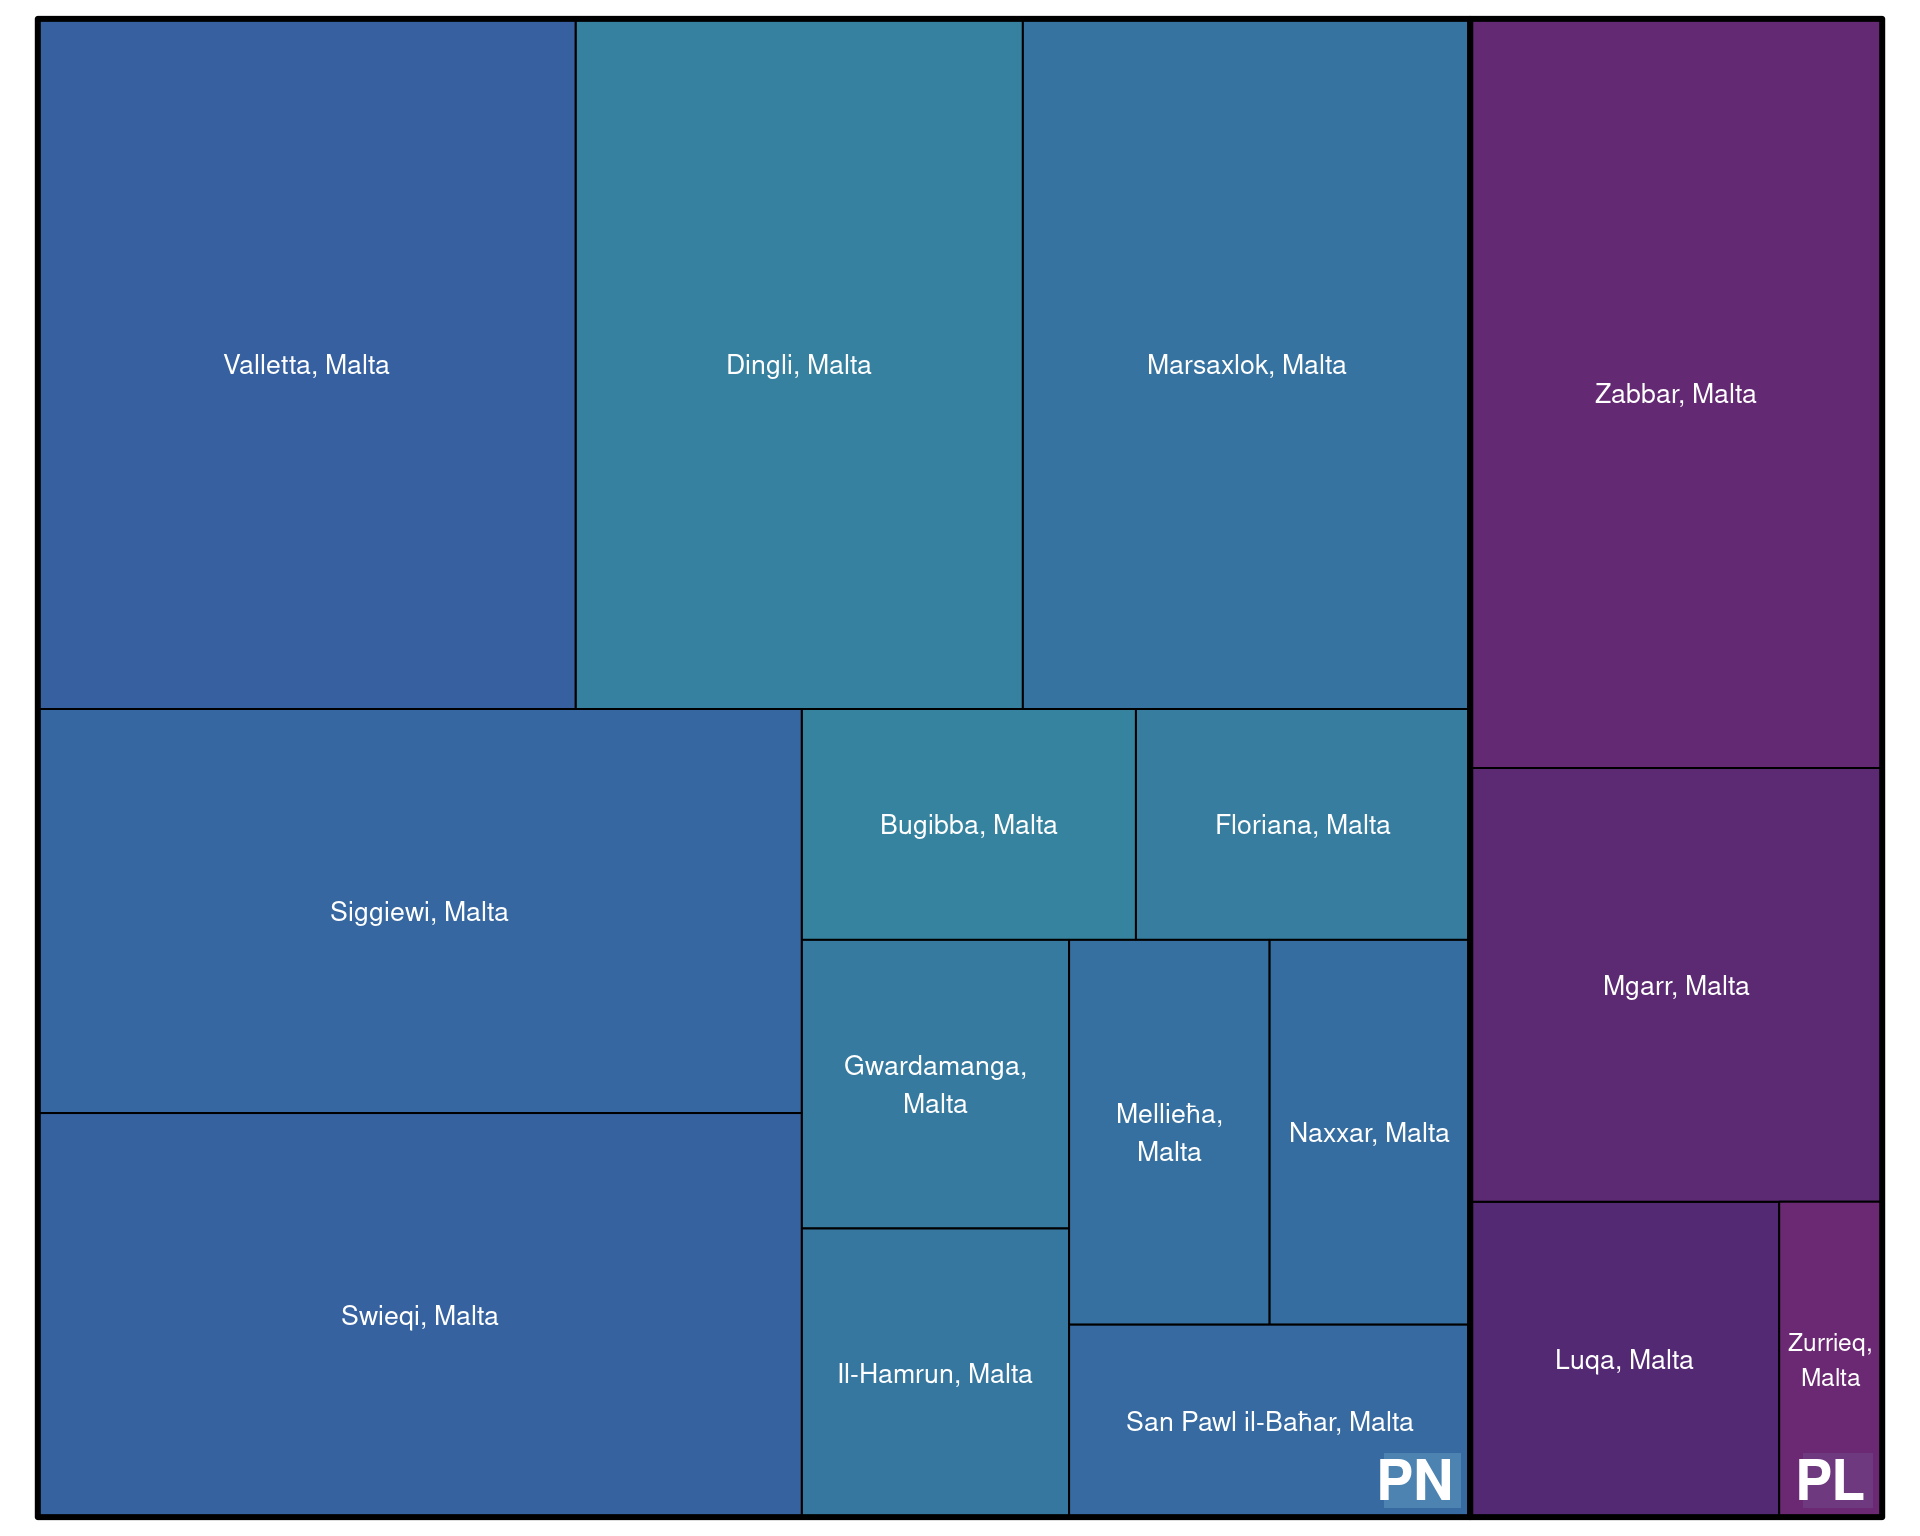 Valletta, Malta
Dingli, Malta
Marsaxlok, Malta
Zabbar, Malta
Siggiewi, Malta
Bugibba, Malta
Floriana, Malta
Mgarr, Malta
Gwardamanga,
Malta
Mellieħa,
Malta
Naxxar, Malta
Swieqi, Malta
Il-Hamrun, Malta
San Pawl il-Baħar, Malta
PN
Luqa, Malta
Zurrieq,
Malta
PL